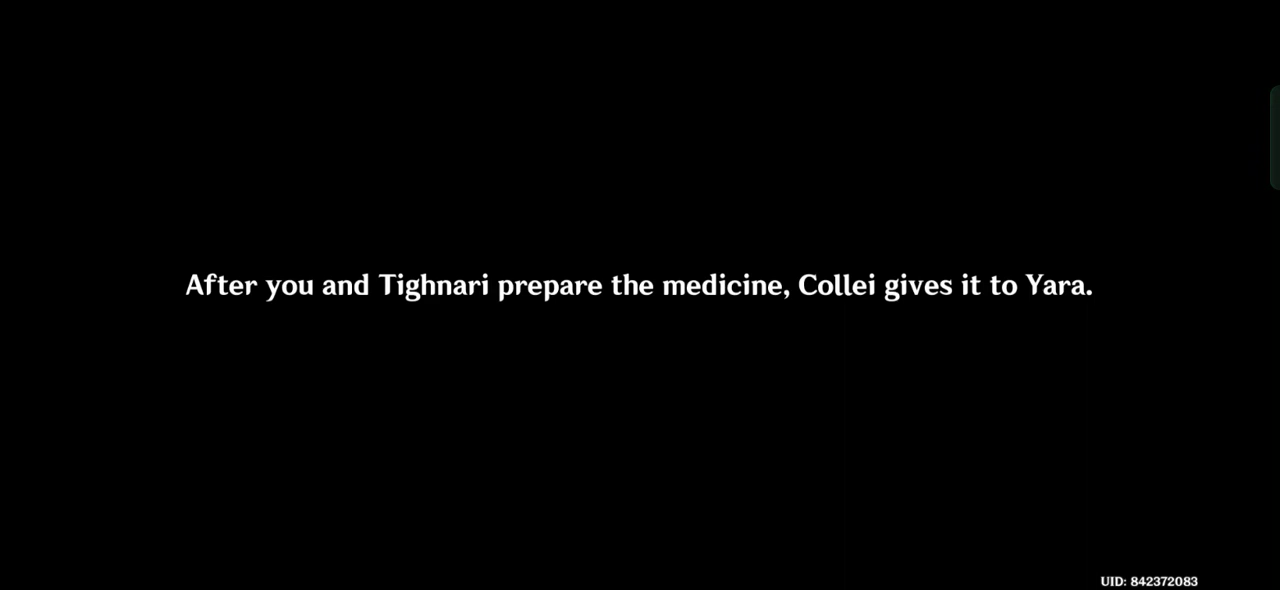 After you and Tighnari prepare the medicine, Collei gives it to Yara.
UID: 842372083